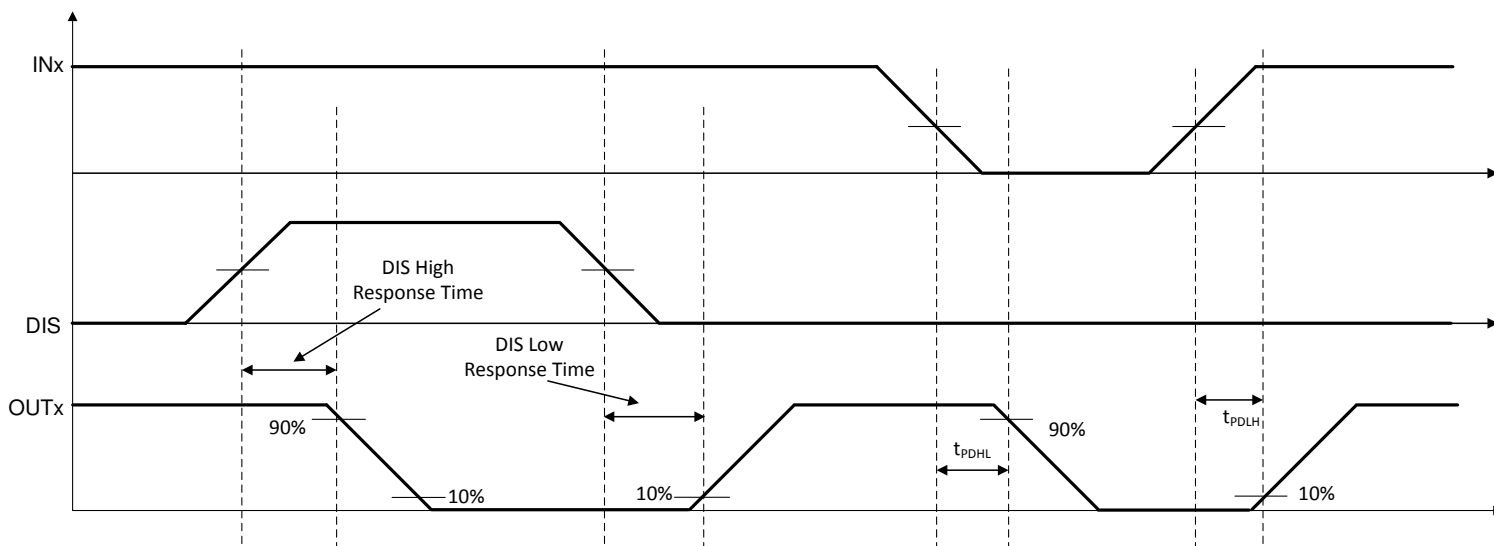 INx
DIS High
Response Time
DIS
DIS Low
Response Time
OUTx
90%
10%
10%
tPDHL
90%
tPDLH
10%